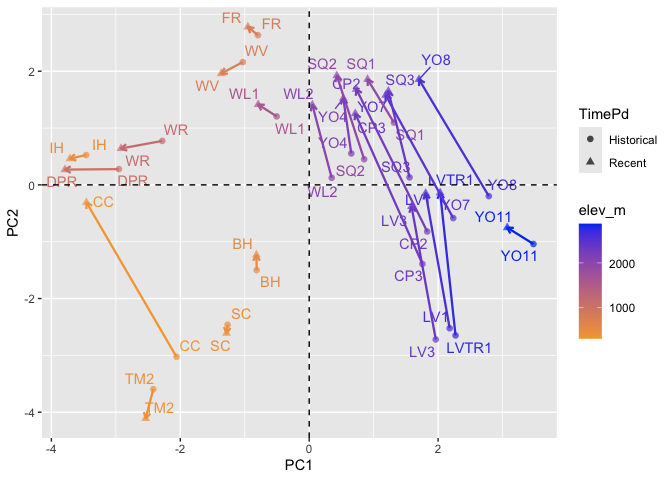 FR FR
WV
WV
SQ2 SQ1
YO8
CP2
SQ3
WL1
WL2
YO7
YO4
CP3
WL1
SQ1
IH IH
WR
YO4
WR
SQ2
SQ3
DPR
DPR
LVTR1
YO8
WL2
CC
LV1
YO7
LV3
YO11
BH
CP2
YO11
BH
CP3
SC
LV1
SC
CC
LV3
LVTR1
TM2
TM2
2
0
-2
-4
PC2
-4 -2 0 2
PC1
TimePd
Historical
Recent
elev_m
2000
1000